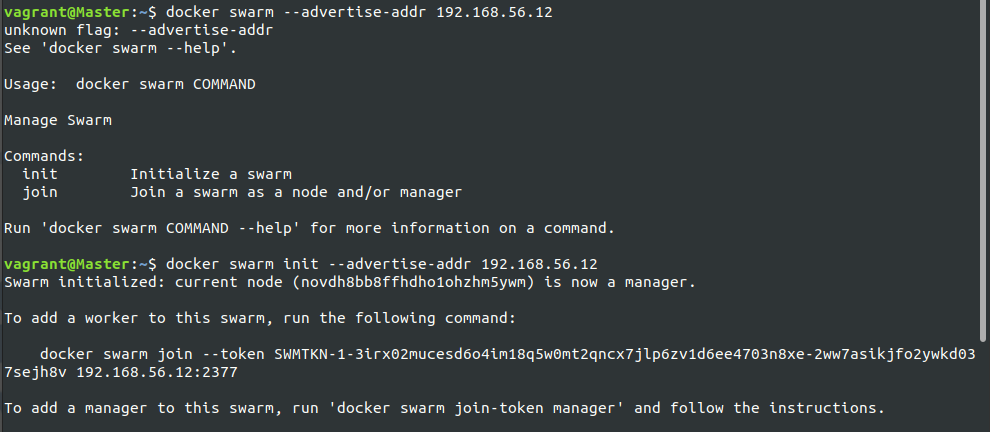 vagrant@Master:~$ docker swarm --advertise-addr 192.168.56.12
unknown flag: --advertise-addr
See 'docker swarm --help'.
Usage:  docker swarm COMMAND
Manage Swarm
Commands:
  init        Initialize a swarm
  join        Join a swarm as a node and/or manager
Run 'docker swarm COMMAND --help' for more information on a command.
vagrant@Master:~$ docker swarm init --advertise-addr 192.168.56.12
Swarm initialized: current node (novdh8bb8ffhdho1ohzhm5ywm) is now a manager.
To add a worker to this swarm, run the following command:
    docker swarm join --token SWMTKN-1-3irx02mucesd6o4im18q5w0mt2qncx7jlp6zv1d6ee4703n8xe-2ww7asikjfo2ywkd03
7sejh8v 192.168.56.12:2377
To add a manager to this swarm, run 'docker swarm join-token manager' and follow the instructions.